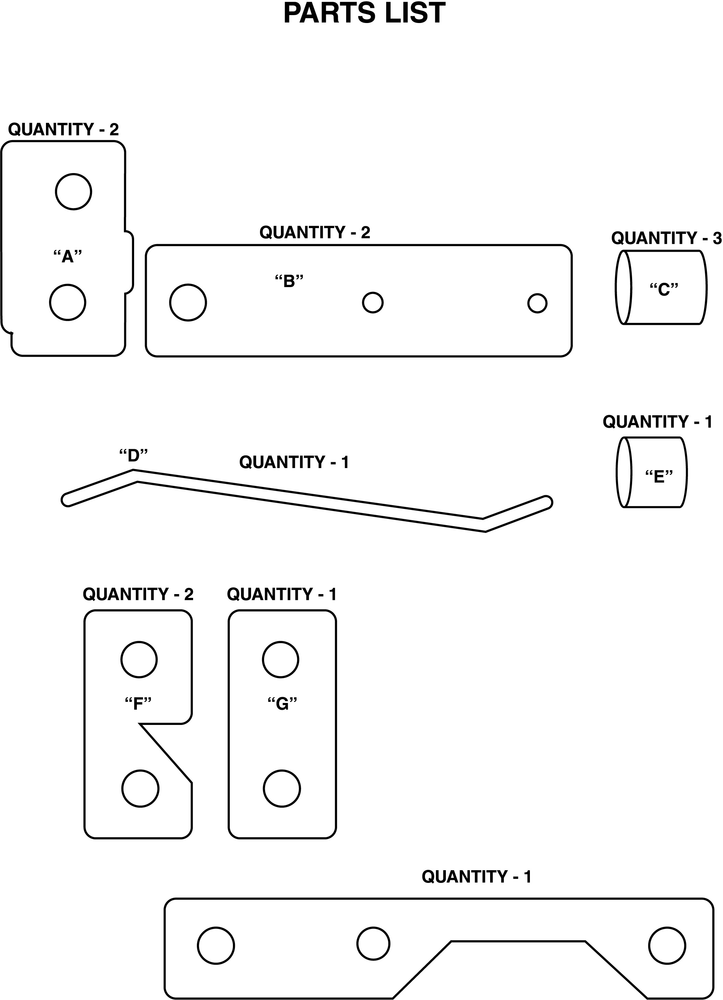 PARTS LIST
QUANTITY - 2
“A”
QUANTITY - 2
“B”
QUANTITY - 3
“C”
“D”
QUANTITY - 1
QUANTITY - 1
“E”
QUANTITY - 2
“F”
QUANTITY - 1
“G”
QUANTITY - 1